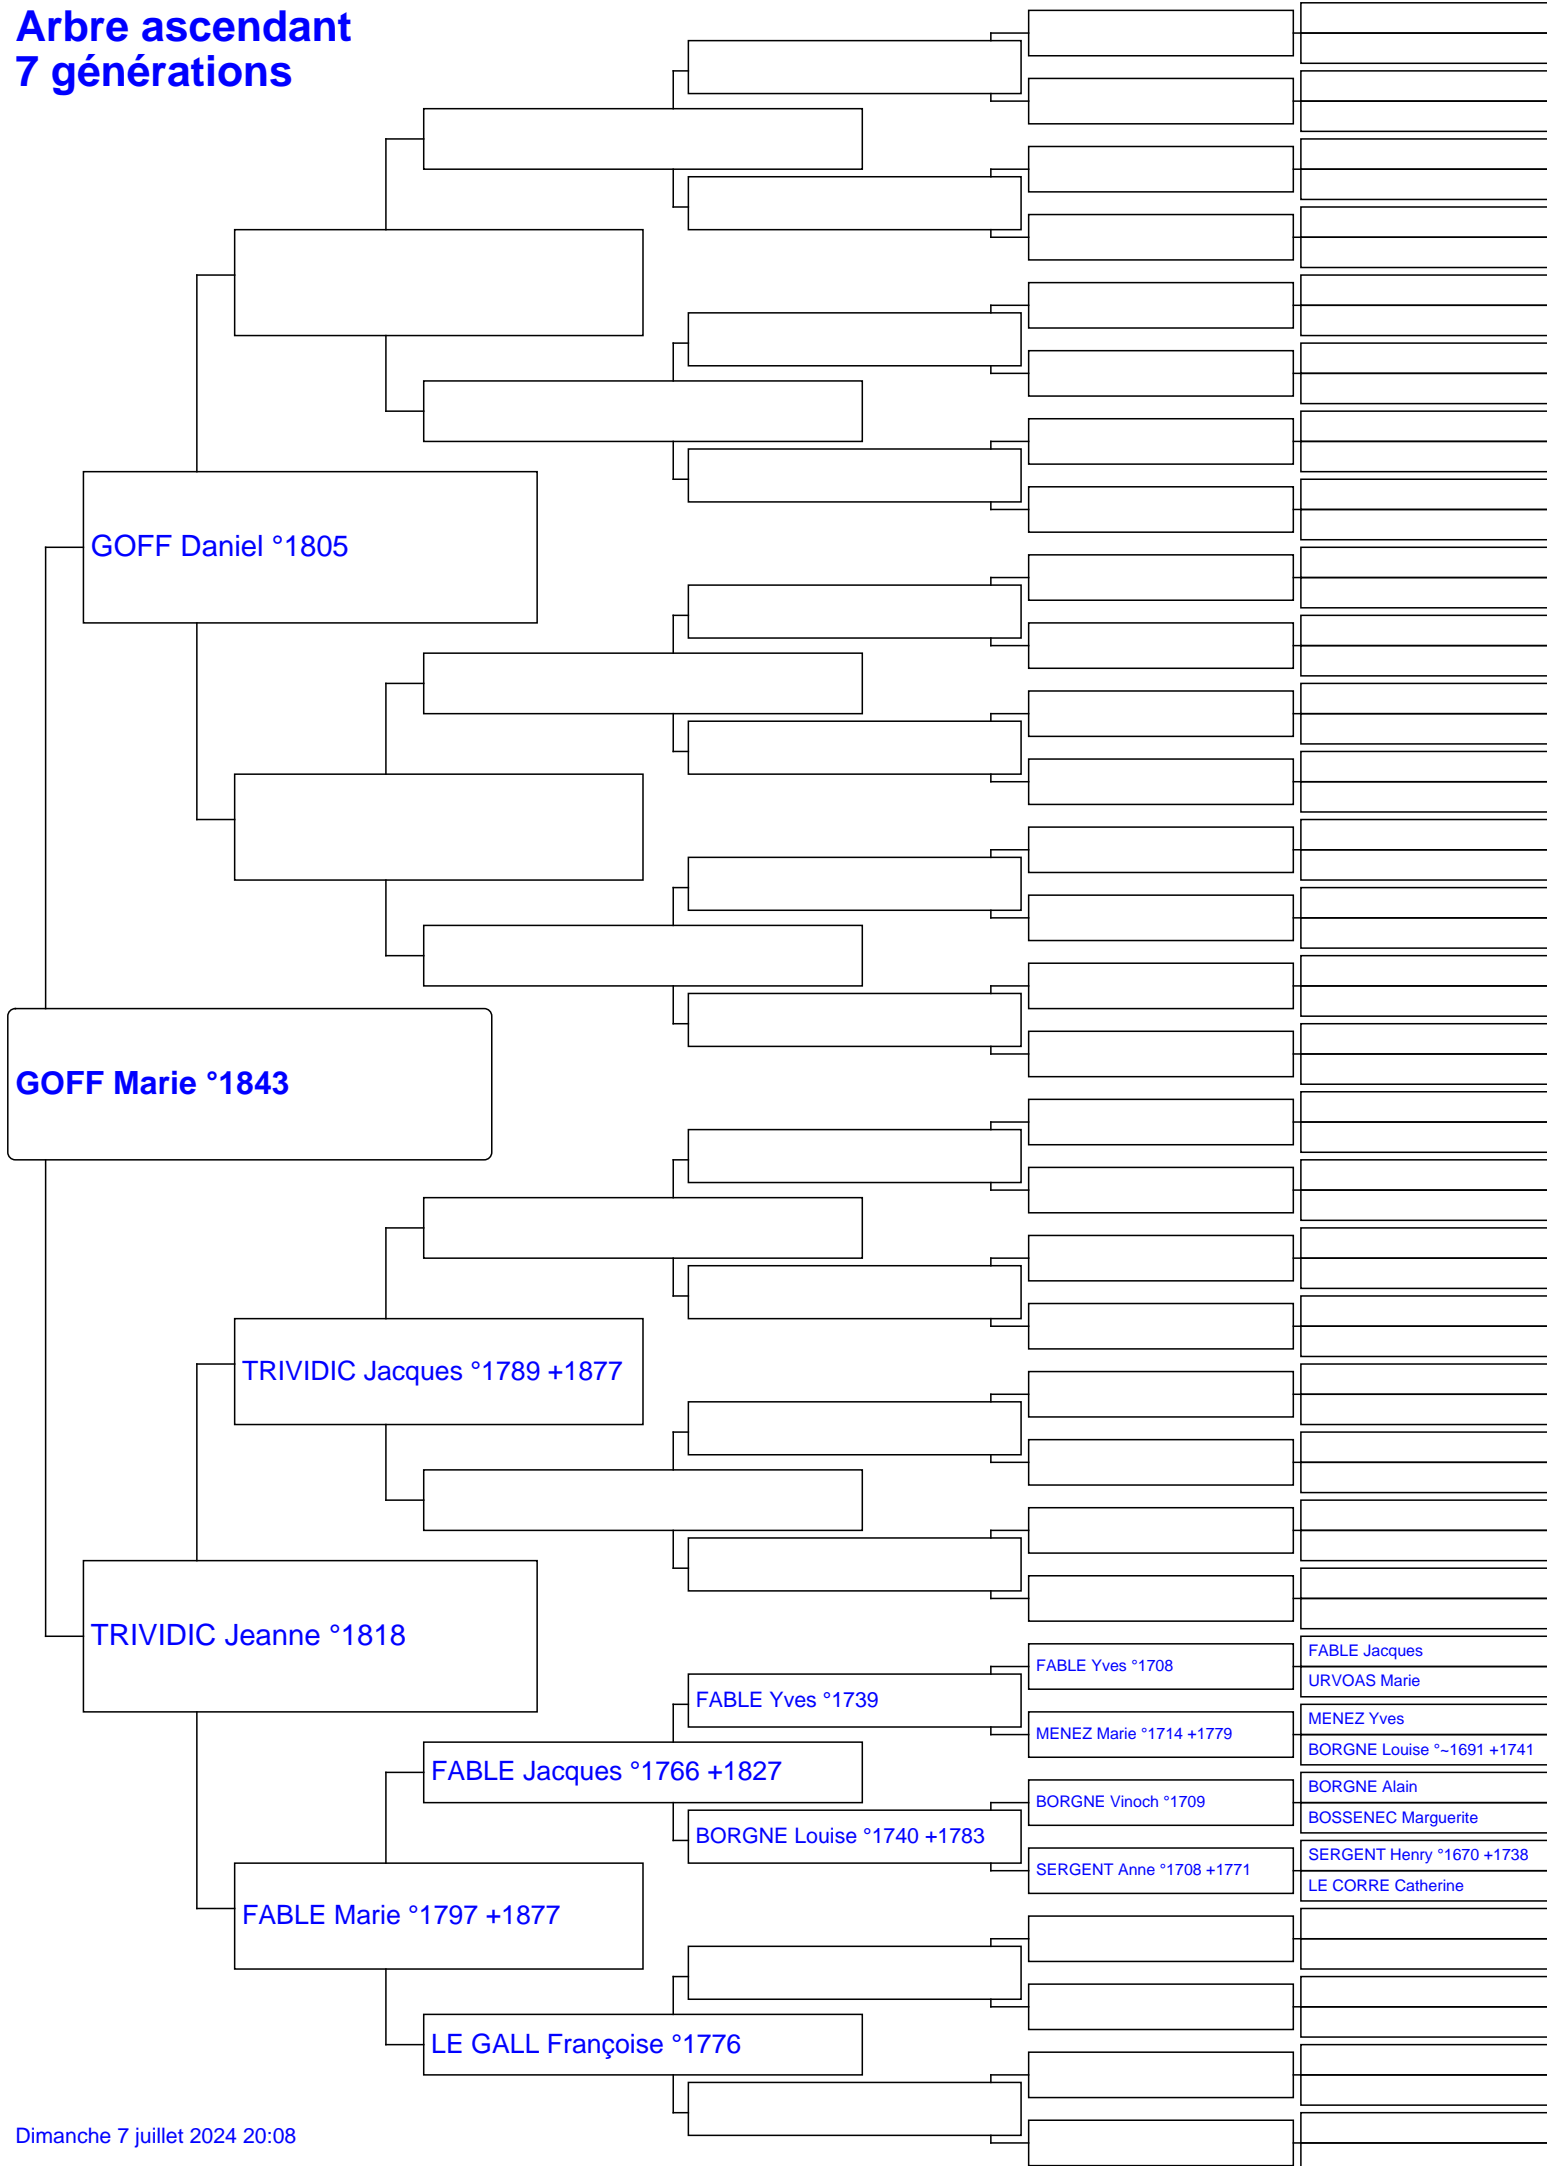 Arbre ascendant
7 générations
GOFF Daniel °1805
GOFF Marie °1843
TRIVIDIC Jacques °1789 +1877
TRIVIDIC Jeanne °1818
FABLE Jacques
FABLE Yves °1708
URVOAS Marie
FABLE Yves °1739
MENEZ Yves
MENEZ Marie °1714 +1779
BORGNE Louise °~1691 +1741
FABLE Jacques °1766 +1827
BORGNE Alain
BORGNE Vinoch °1709
BOSSENEC Marguerite
BORGNE Louise °1740 +1783
SERGENT Henry °1670 +1738
SERGENT Anne °1708 +1771
LE CORRE Catherine
FABLE Marie °1797 +1877
LE GALL Françoise °1776
Dimanche 7 juillet 2024 20:08